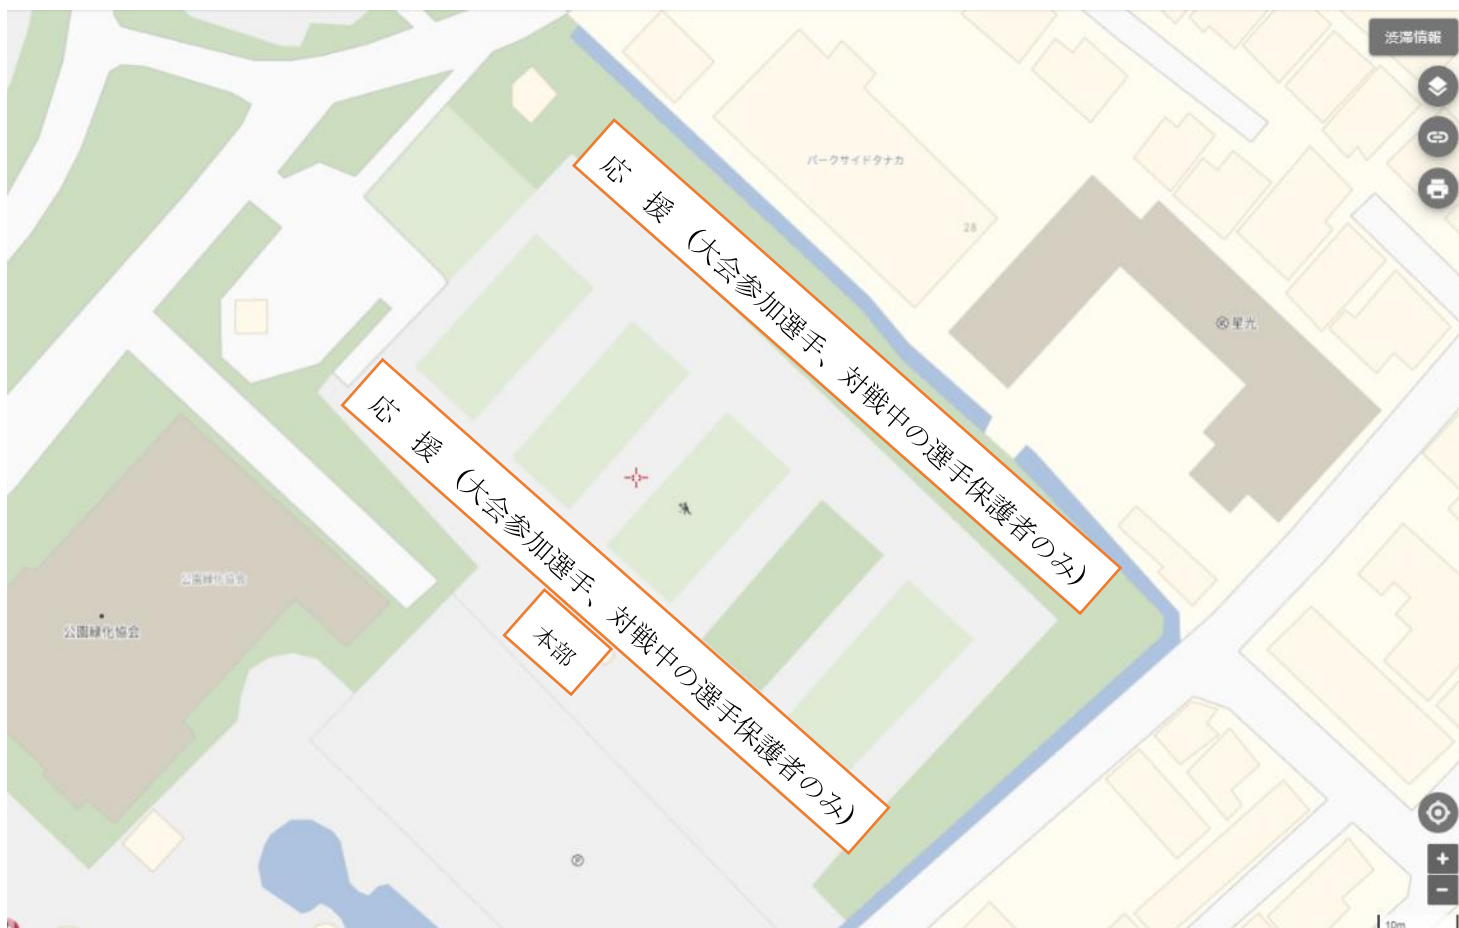 渋滞情報
パークサイドタナカ
28
応 援 (大会参加選手、対戦中の選手保護者のみ)
星光
応 援 (大会参加選手、対戦中の選手保護者のみ)
公園緑化協会
公園緑化協会
本部
P
+
-
10m